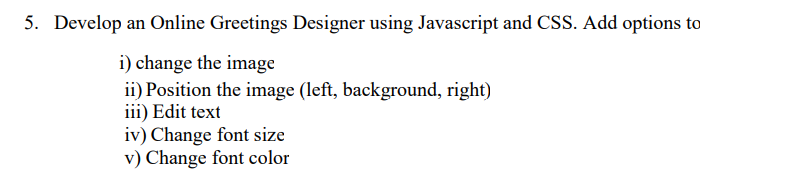 5. Develop an Online Greetings Designer using Javascript and CSS. Add options to
i) change the image
ii) Position the image (left, background, right)
iii) Edit text
iv) Change font size
v) Change font color